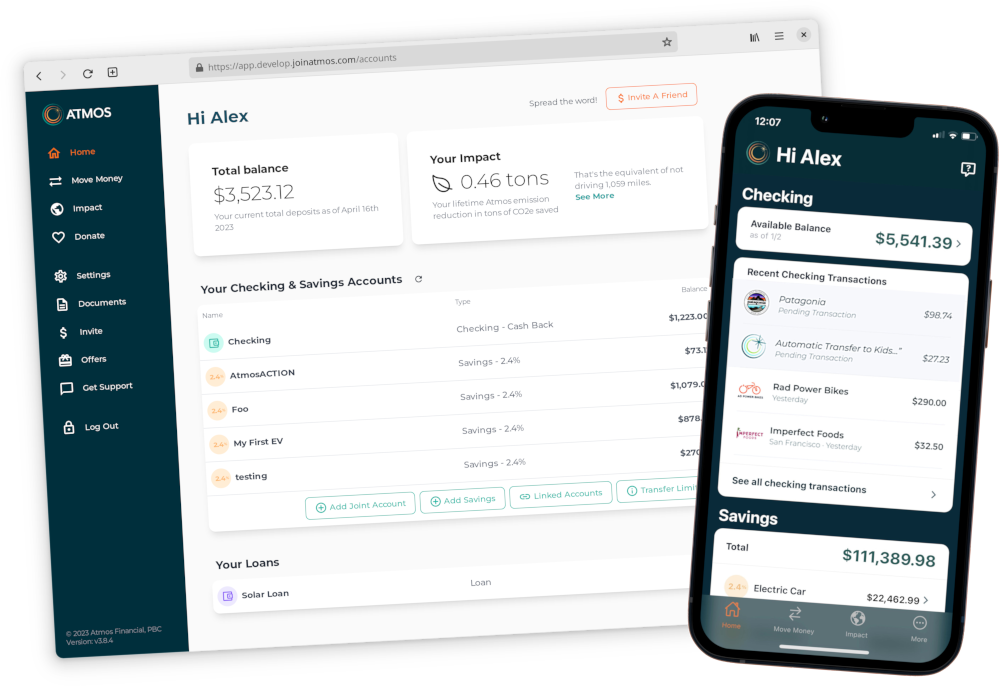 https://app.develop.joinatmos.com/accounts
ATMOS
Home
Move Money
Impact
Donate
Settings
Documents
Invite
Offers
Get Support
Log Out
© 2023 Atmos Financial, PBC
Version: v3.8.4
Hi Alex
Spread the word!
$ Invite A Friend
Total balance
$3,523.12
Your current total deposits as of April 16th
2023
Your Impact
0.46 tons
Your lifetime Atmos emission
reduction in tons of CO2e saved
That's the equivalent of not
driving 1,059 miles.
See More
Your Checking & Savings Accounts
Name Type Balance
Checking Checking - Cash Back $1,223.00
2.4% AtmosACTION Savings - 2.4% $73.1
2.4% Foo Savings - 2.4% $1,079.0
2.4% My First EV Savings - 2.4% $878.
2.4% testing Savings - 2.4% $270
Add Joint Account
Add Savings
Linked Accounts
Transfer Limi
Your Loans
Solar Loan Loan
12:07
Hi Alex
Checking
Available Balance
as of 1/2
$5,541.39
Recent Checking Transactions
Patagonia
Pending Transaction
$98.74
Automatic Transfer to Kids..."
Pending Transaction
$27.23
RAD POWER BIKES
Rad Power Bikes
Yesterday
$290.00
IMPERFECT
FOODS
Imperfect Foods
San Francisco · Yesterday
$32.50
See all checking transactions
Savings
Total
$111,389.98
2.4% Electric Car $22,462.99
Home
Move Money
Impact
More